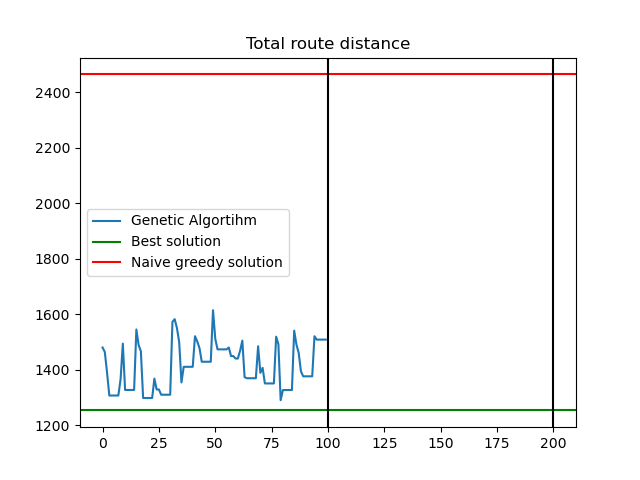 Total route distance
2400
2200
2000
1800
1600
1400
1200
Genetic Algortihm
Best solution
Naive greedy solution
0 25 50 75 100 125 150 175 200